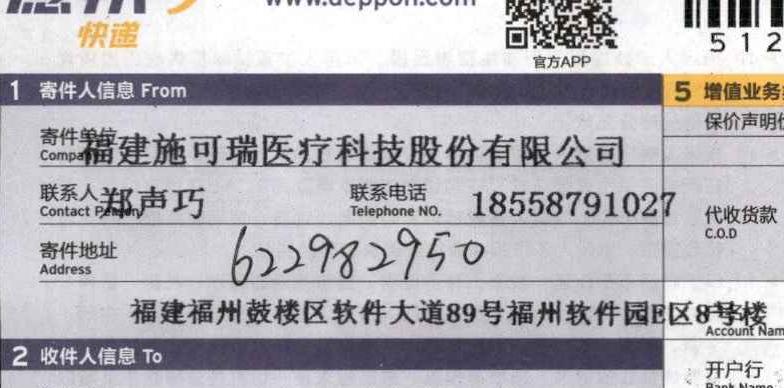 快递
www.deppon.com
官方APP
512
1 寄件人信息 From
5 增值业务
寄件单位 福建施可瑞医疗科技股份有限公司
Company
保价声明价
联系人 郑声巧 联系电话 18558791027
Contact Person Telephone NO.
代收货款
C.O.D
寄件地址 622982950
Address
福建福州鼓楼区软件大道89号福州软件园E区8号楼
Account Nam
2 收件人信息 To
开户行
Bank Name